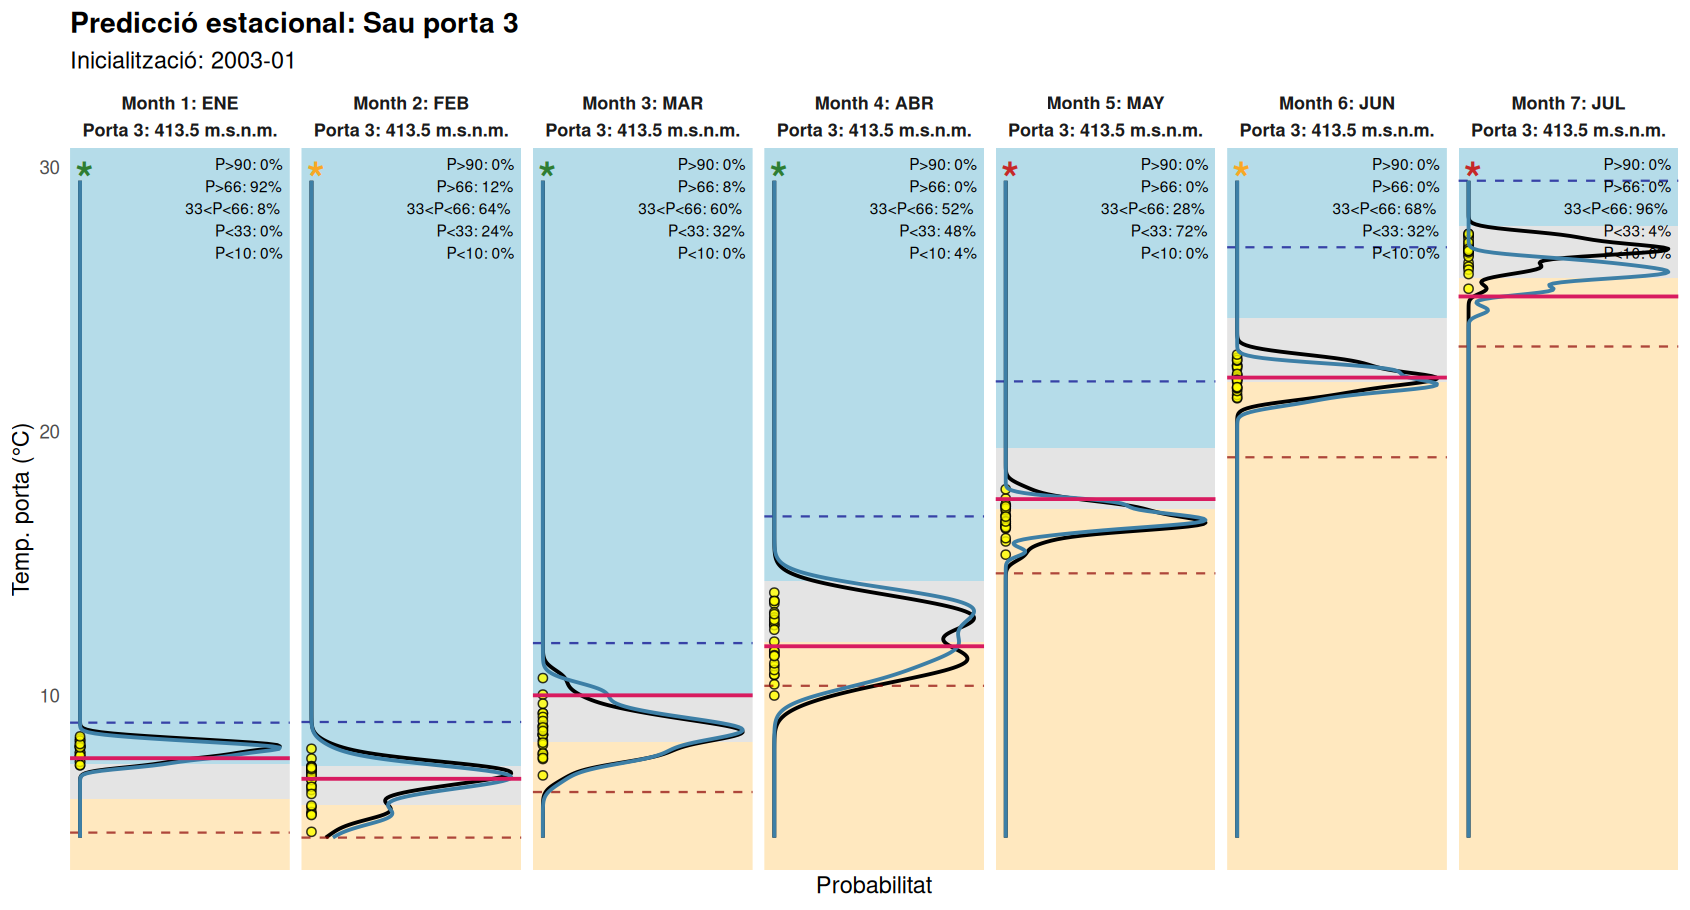 Predicció estacional: Sau porta 3
Inicialització: 2003-01
Month 1: ENE
Porta 3: 413.5 m.s.n.m.
Month 2: FEB
Porta 3: 413.5 m.s.n.m.
Month 3: MAR
Porta 3: 413.5 m.s.n.m.
Month 4: ABR
Porta 3: 413.5 m.s.n.m.
Month 5: MAY
Porta 3: 413.5 m.s.n.m.
Month 6: JUN
Porta 3: 413.5 m.s.n.m.
Month 7: JUL
Porta 3: 413.5 m.s.n.m.
*
P>90: 0%
P>66: 92%
33<P<66: 8%
P<33: 0%
P<10: 0%
*
P>90: 0%
P>66: 12%
33<P<66: 64%
P<33: 24%
P<10: 0%
*
P>90: 0%
P>66: 8%
33<P<66: 60%
P<33: 32%
P<10: 0%
*
P>90: 0%
P>66: 0%
33<P<66: 52%
P<33: 48%
P<10: 4%
*
P>90: 0%
P>66: 0%
33<P<66: 28%
P<33: 72%
P<10: 0%
*
P>90: 0%
P>66: 0%
33<P<66: 68%
P<33: 32%
P<10: 0%
*
P>90: 0%
P>66: 0%
33<P<66: 96%
P<33: 4%
P<10: 0%
30
20
10
Temp. porta (°C)
Probabilitat